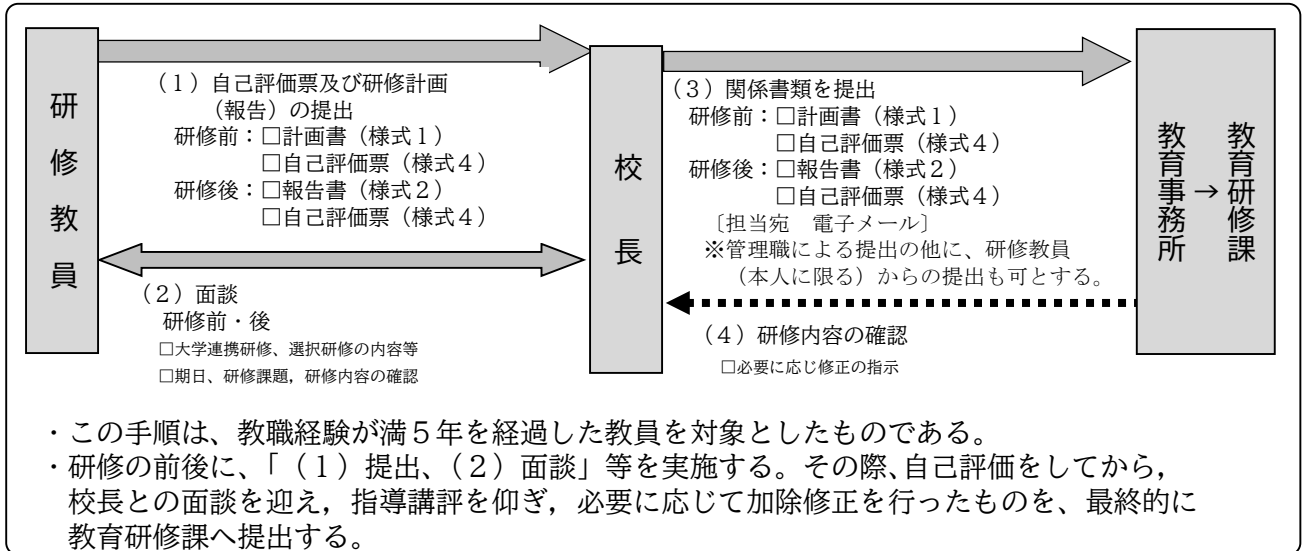 研修教員
(1)自己評価票及び研修計画
(報告)の提出
研修前:□計画書(様式1)
□自己評価票(様式4)
研修後:□報告書(様式2)
□自己評価票(様式4)
(2)面談
研修前・後
□大学連携研修、選択研修の内容等
□期日、研修課題,研修内容の確認
校長
(3)関係書類を提出
研修前:□計画書(様式1)
□自己評価票(様式4)
研修後:□報告書(様式2)
□自己評価票(様式4)
〔担当宛 電子メール〕
※管理職による提出の他に、研修教員
(本人に限る)からの提出も可とする。
(4)研修内容の確認
□必要に応じ修正の指示
教育事務所
→
教育研修課
・この手順は、教職経験が満5年を経過した教員を対象としたものである。
・研修の前後に、「(1)提出、(2)面談」等を実施する。その際、自己評価をしてから,
校長との面談を迎え,指導講評を仰ぎ,必要に応じて加除修正を行ったものを、最終的に
教育研修課へ提出する。